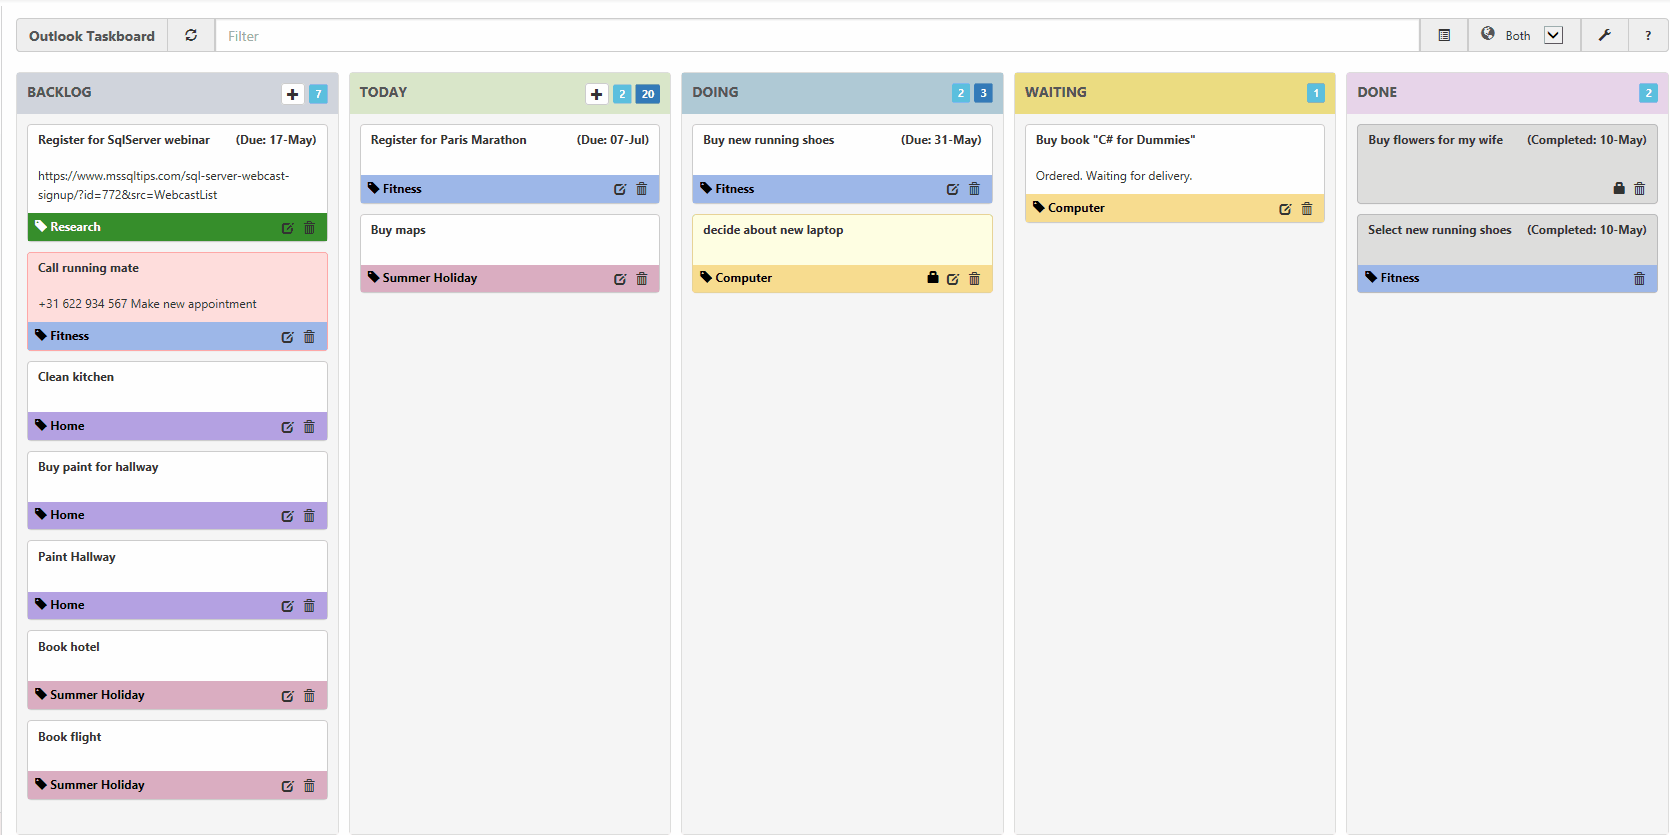 Outlook Taskboard
Filter
Both
?
BACKLOG
7
Register for SqlServer webinar (Due: 17-May)
https://www.mssqltips.com/sql-server-webcast-
signup/?id=772&src=WebcastList
Research
Call running mate
+31 622 934 567 Make new appointment
Fitness
Clean kitchen
Home
Buy paint for hallway
Home
Paint Hallway
Home
Book hotel
Summer Holiday
Book flight
Summer Holiday
TODAY
2 20
Register for Paris Marathon (Due: 07-Jul)
Fitness
Buy maps
Summer Holiday
DOING
2 3
Buy new running shoes (Due: 31-May)
Fitness
decide about new laptop
Computer
WAITING
1
Buy book "C# for Dummies"
Ordered. Waiting for delivery.
Computer
DONE
2
Buy flowers for my wife (Completed: 10-May)
Select new running shoes (Completed: 10-May)
Fitness